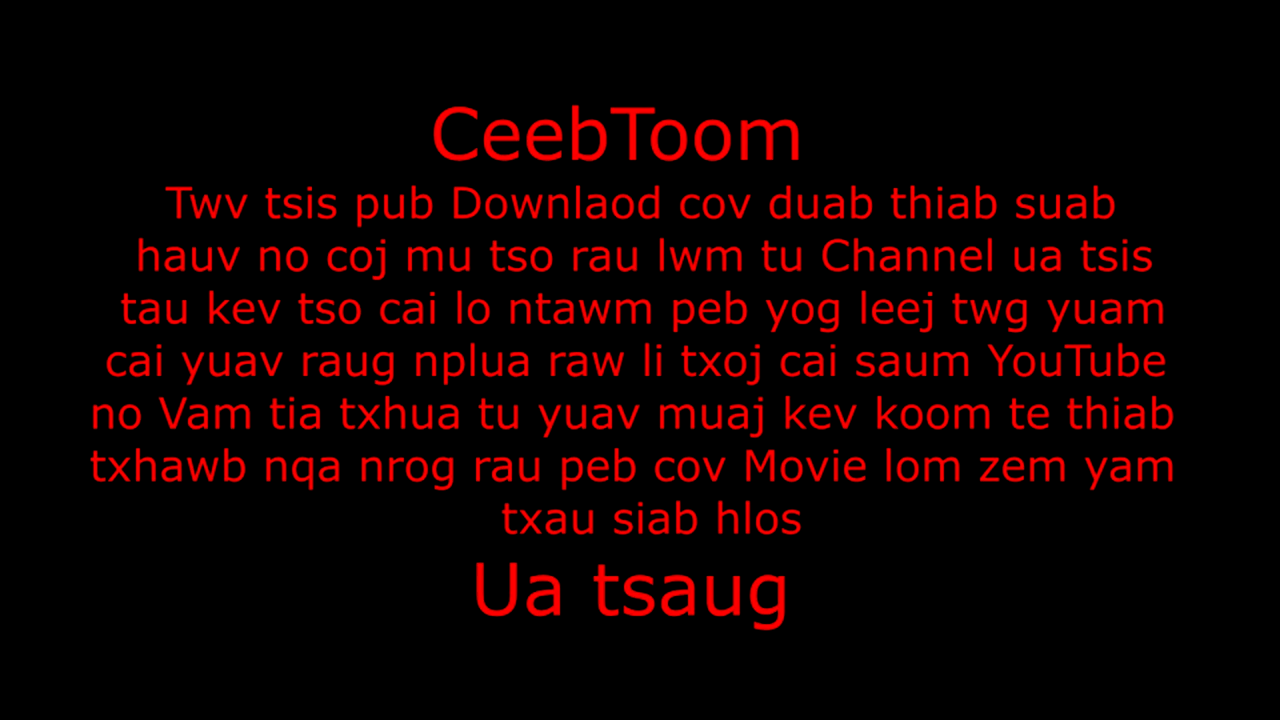 CeebToom
Twv tsis pub Downlaod cov duab thiab suab
hauv no coj mu tso rau lwm tu Channel ua tsis
tau kev tso cai lo ntawm peb yog leej twg yuam
cai yuav raug nplua raw li txoj cai saum YouTube
no Vam tia txhua tu yuav muaj kev koom te thiab
txhawb nqa nrog rau peb cov Movie lom zem yam
txau siab hlos
Ua tsaug